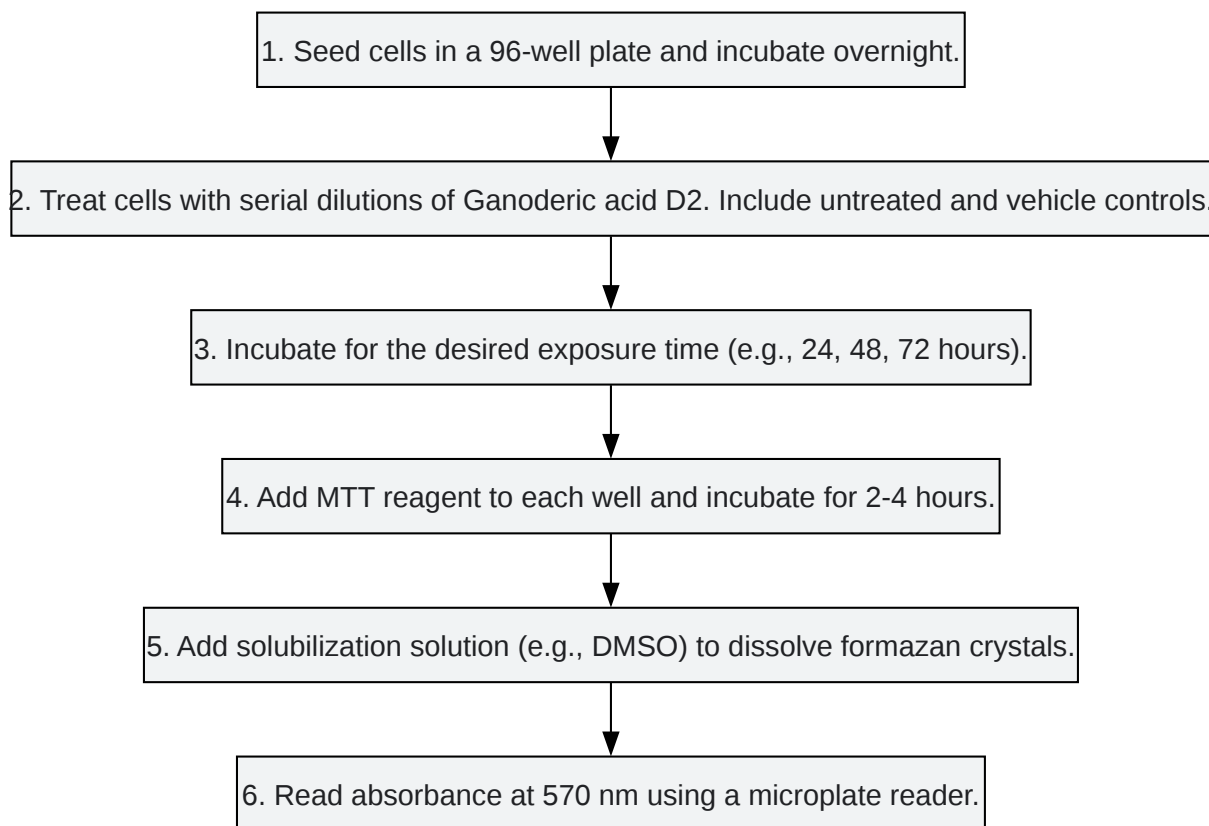 1. Seed cells in a 96-well plate and incubate overnight.
2. Treat cells with serial dilutions of Ganoderic acid D2. Include untreated and vehicle controls.
3. Incubate for the desired exposure time (e.g., 24, 48, 72 hours).
4. Add MTT reagent to each well and incubate for 2-4 hours.
5. Add solubilization solution (e.g., DMSO) to dissolve formazan crystals.
6. Read absorbance at 570 nm using a microplate reader.